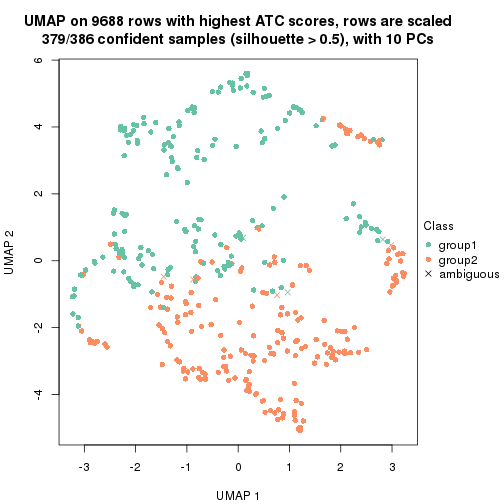 UMAP on 9688 rows with highest ATC scores, rows are scaled
379/386 confident samples (silhouette > 0.5), with 10 PCs
6
4
2
0
-2
-4
UMAP 2
-3
-2
-1
0
1
2
3
UMAP 1
Class
group1
group2
ambiguous